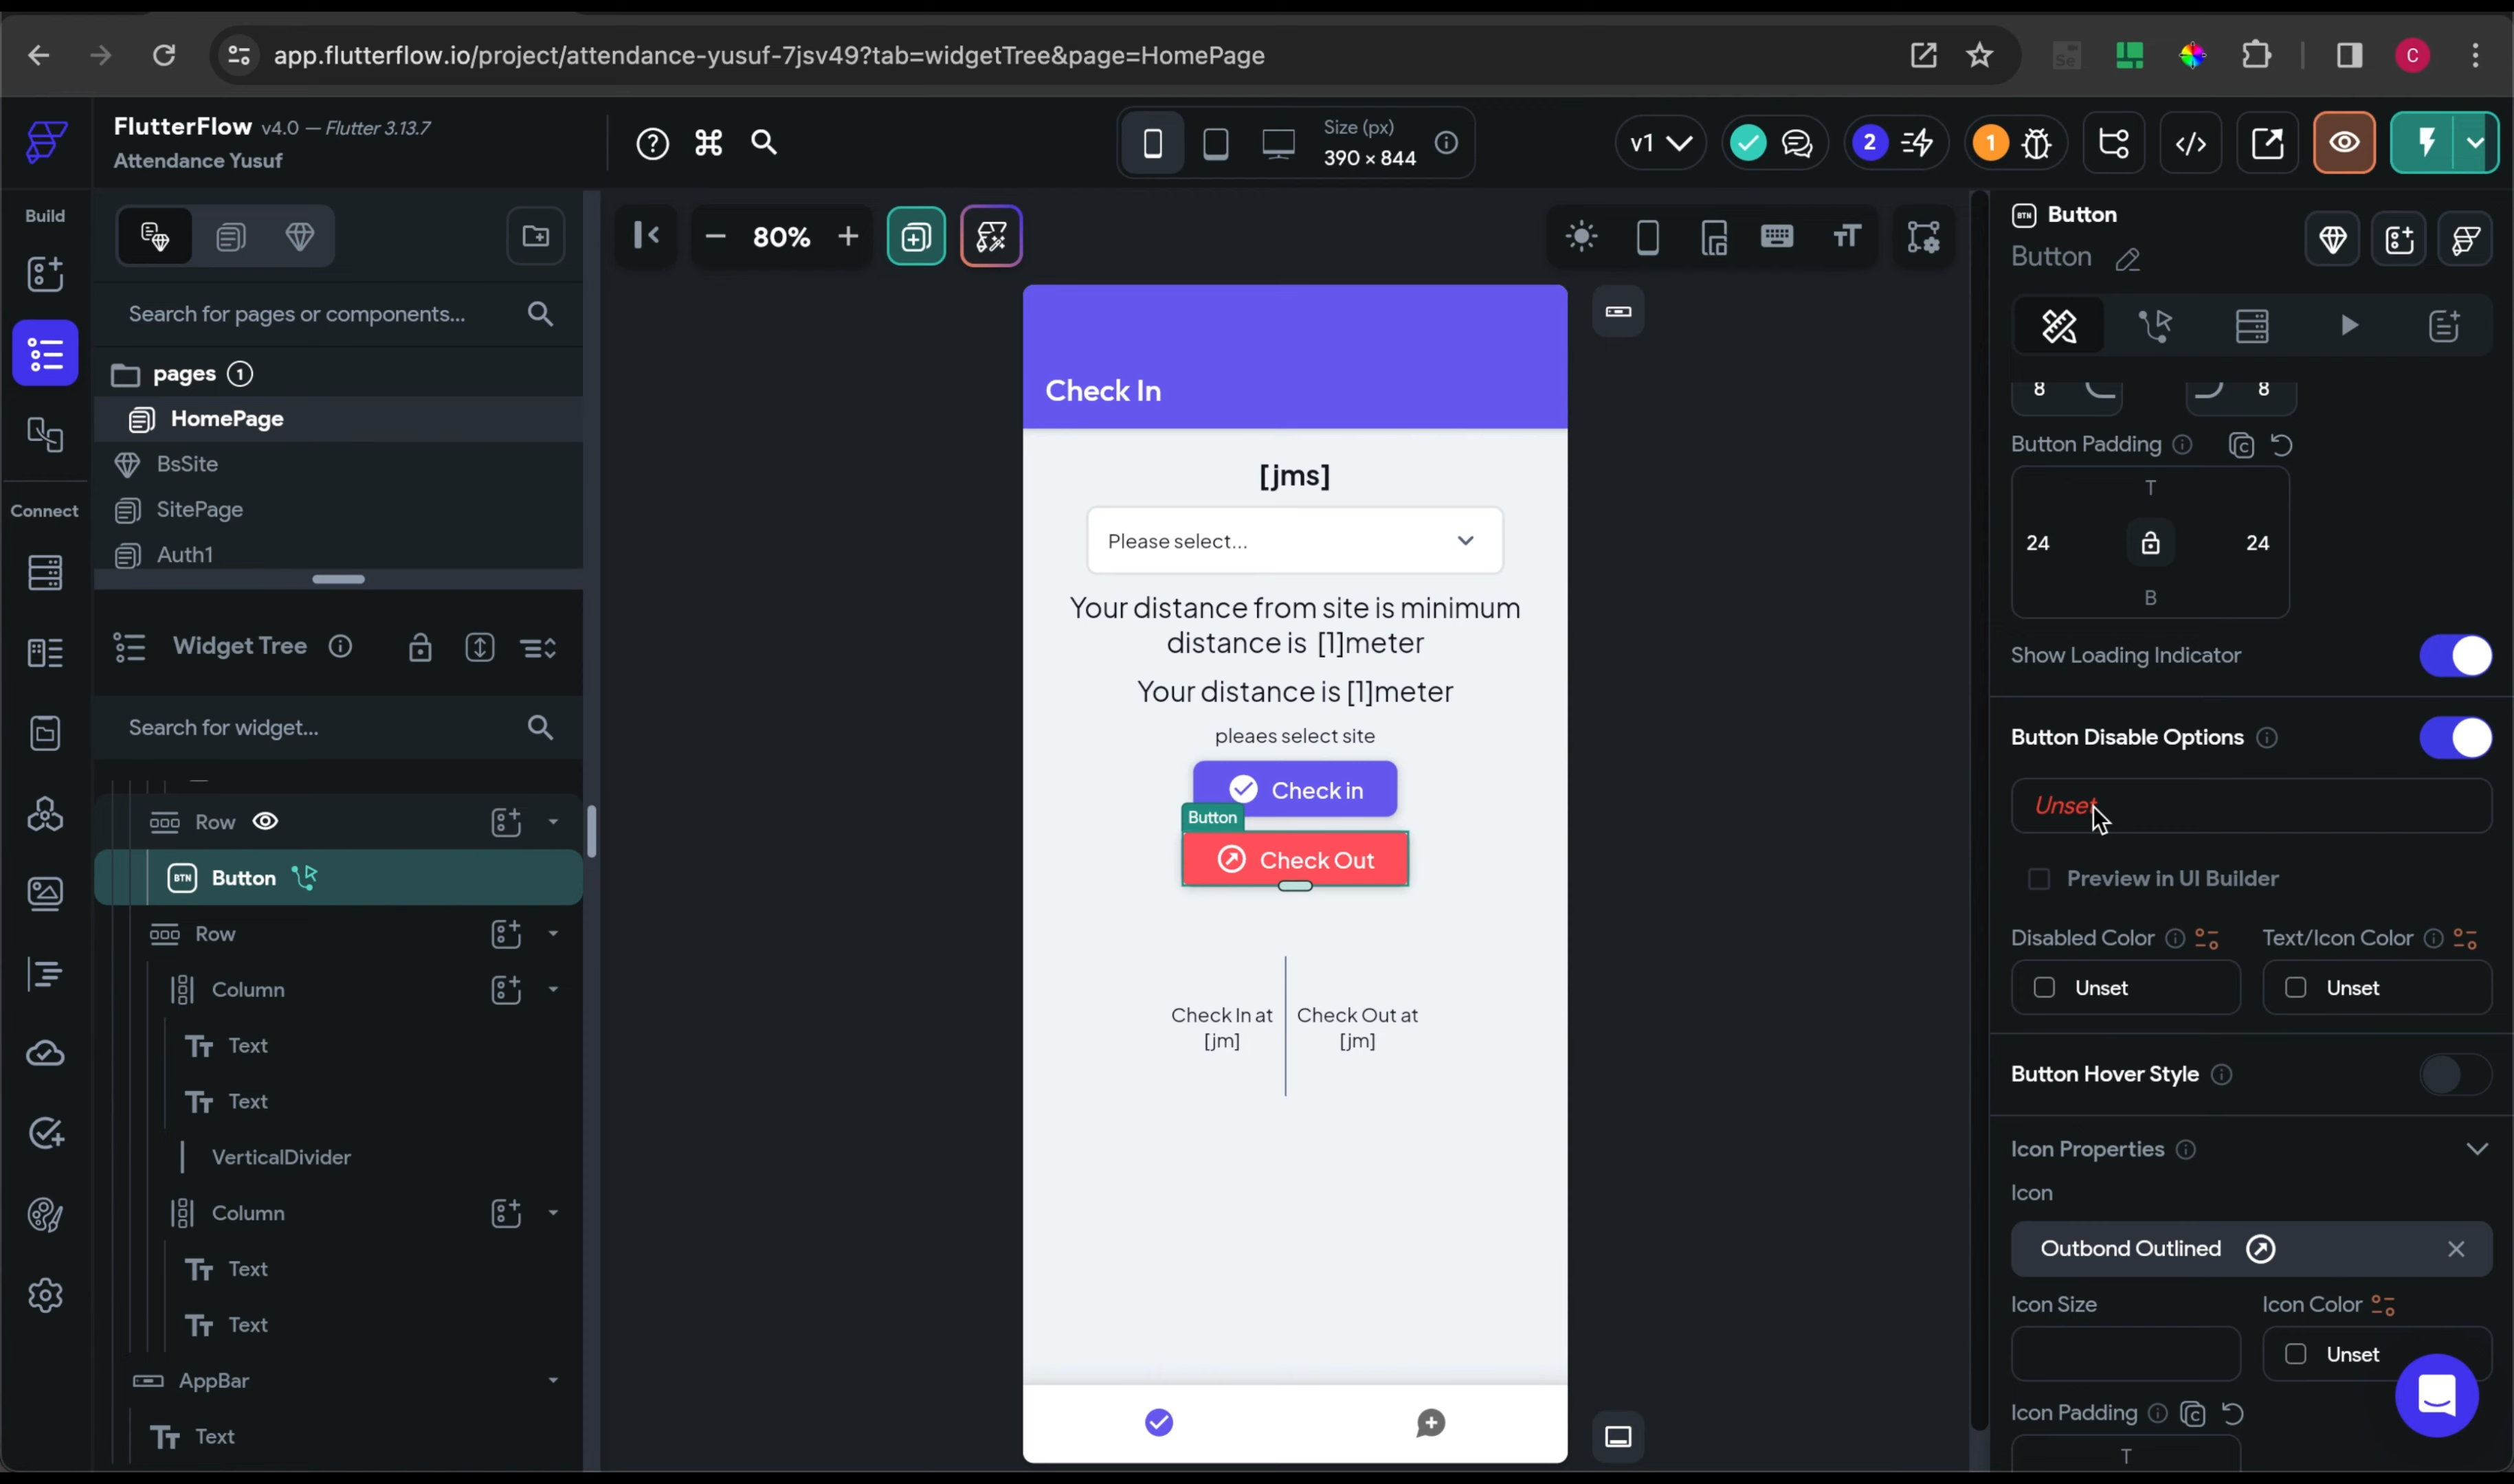 app.flutterflow.io/project/attendance-yusuf-7jsv49?tab=widgetTree&page=HomePage
C
FlutterFlow v4.0 — Flutter 3.13.7
Attendance Yusuf
Size (px)
390 × 844
v1
2
1
Build
80%
Search for pages or components...
pages 1
HomePage
BsSite
SitePage
Auth1
Connect
Widget Tree
Search for widget...
Row
BTN Button
Row
Column
TT Text
TT Text
VerticalDivider
Column
TT Text
TT Text
AppBar
TT Text
Check In
[jms]
Please select...
Your distance from site is minimum
distance is [1]meter
Your distance is [1]meter
pleaes select site
Check in
Button
Check Out
Check In at
[jm]
Check Out at
[jm]
BTN Button
Button
8 8
Button Padding
T
24 24
B
Show Loading Indicator
Button Disable Options
Unset
Preview in UI Builder
Disabled Color Text/Icon Color
Unset Unset
Button Hover Style
Icon Properties
Icon
Outbond Outlined
Icon Size Icon Color
Unset
Icon Padding
T